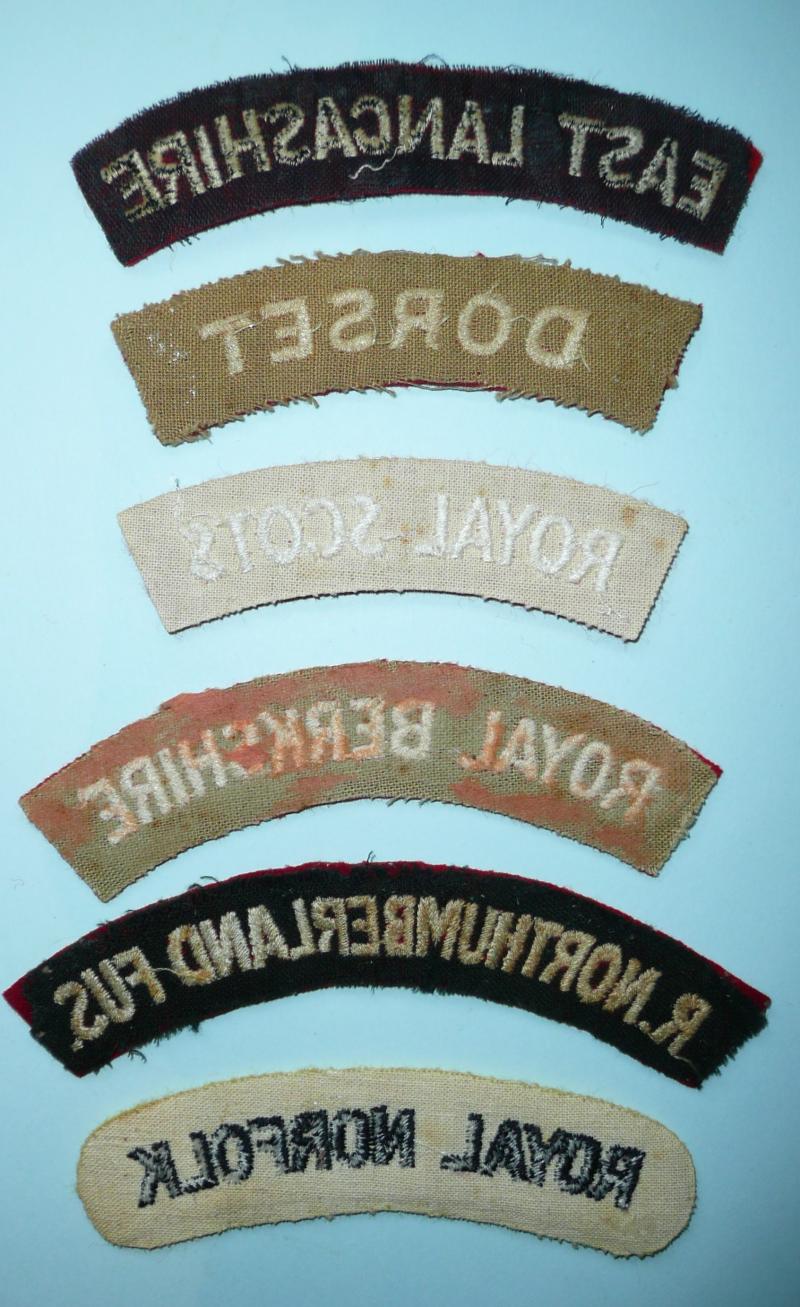 EAST LANCASHIRE
DORSET
ROYAL SCOTS
ROYAL BERKSHIRE
R. NORTHUMBERLAND FUS
ROYAL NORFOLK